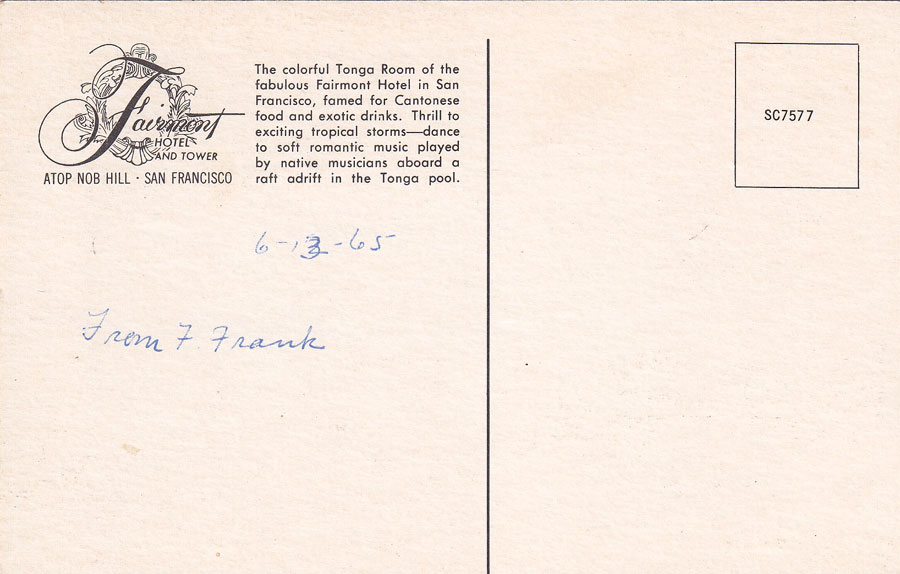 Fairmont
HOTEL
AND TOWER
ATOP NOB HILL · SAN FRANCISCO
The colorful Tonga Room of the
fabulous Fairmont Hotel in San
Francisco, famed for Cantonese
food and exotic drinks. Thrill to
exciting tropical storms—dance
to soft romantic music played
by native musicians aboard a
raft adrift in the Tonga pool.
SC7577
6-13-65
From F. Frank